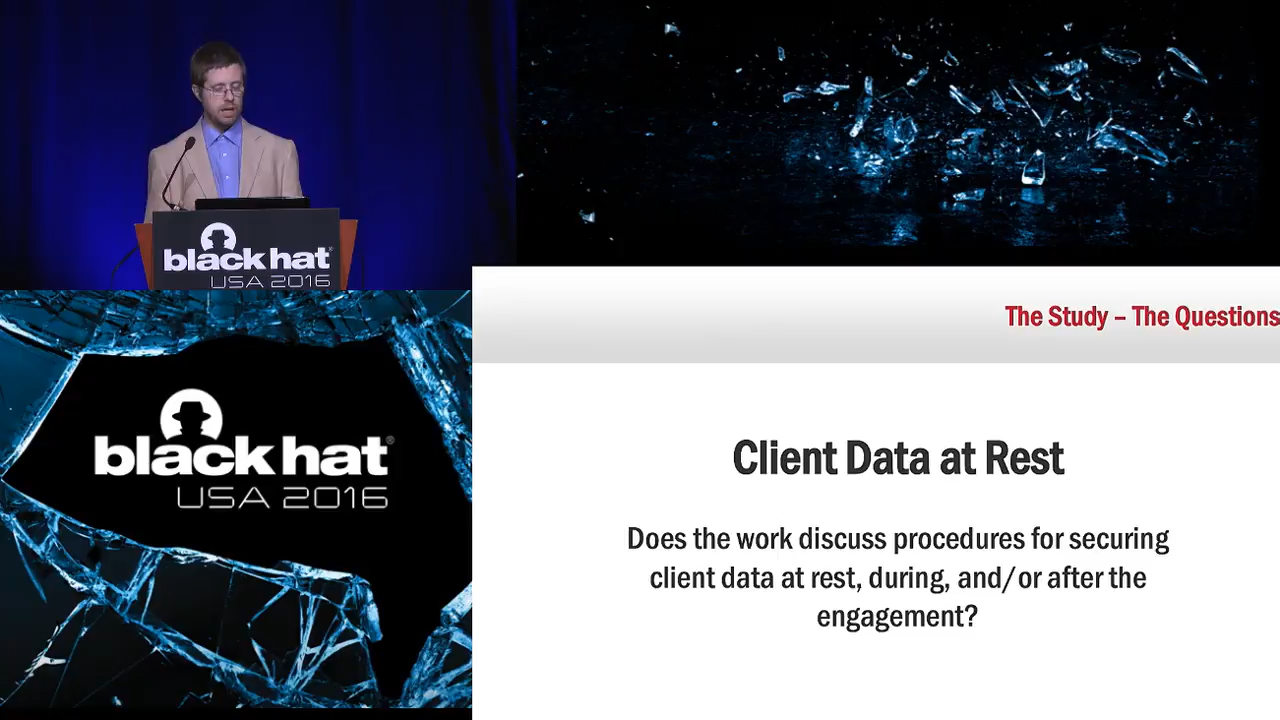 black hat®
USA 2016
The Study – The Questions
black hat®
USA 2016
Client Data at Rest
Does the work discuss procedures for securing
client data at rest, during, and/or after the
engagement?